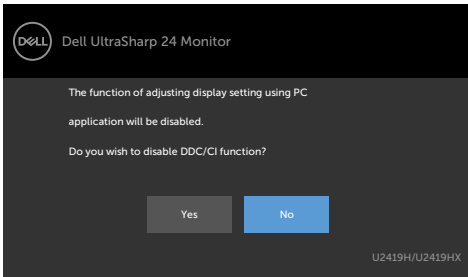 DELL
Dell UltraSharp 24 Monitor
The function of adjusting display setting using PC
application will be disabled.
Do you wish to disable DDC/CI function?
Yes
No
U2419H/U2419HX